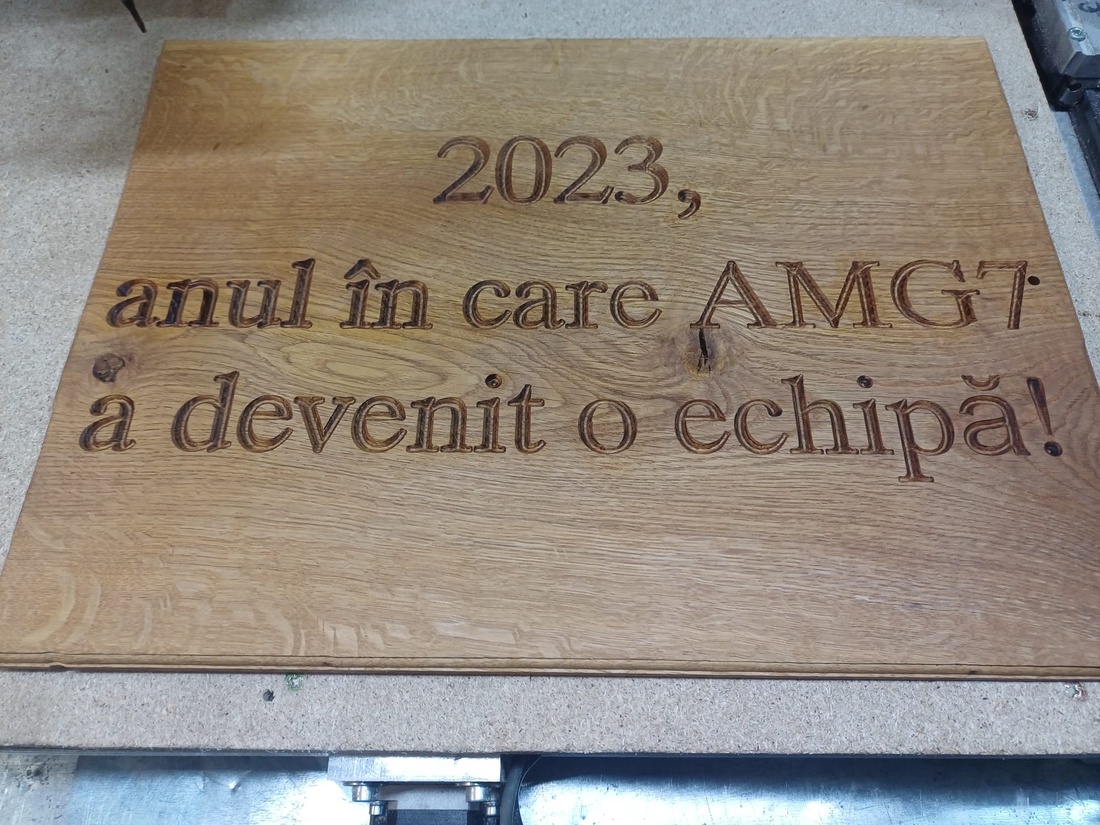 2023,
anul în care AMG7
a devenit o echipă!